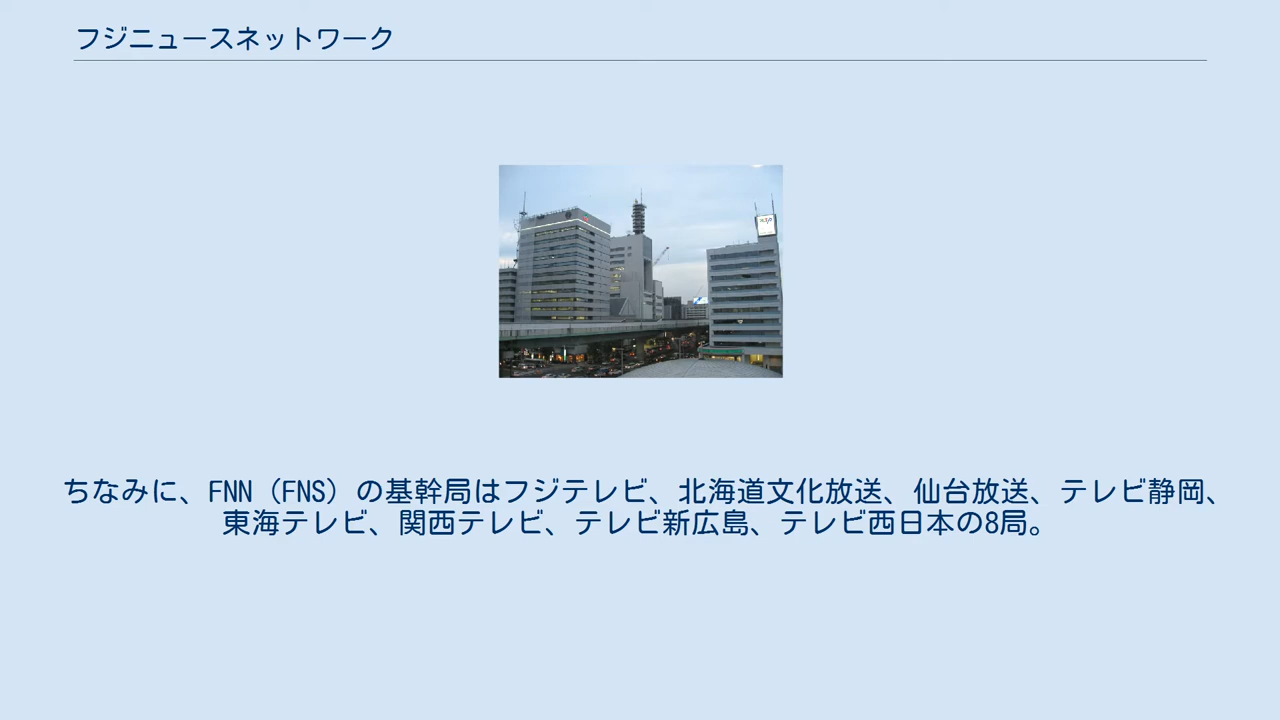 フジニュースネットワーク
ちなみに、FNN（FNS）の基幹局はフジテレビ、北海道文化放送、仙台放送、テレビ静岡、
東海テレビ、関西テレビ、テレビ新広島、テレビ西日本の8局。